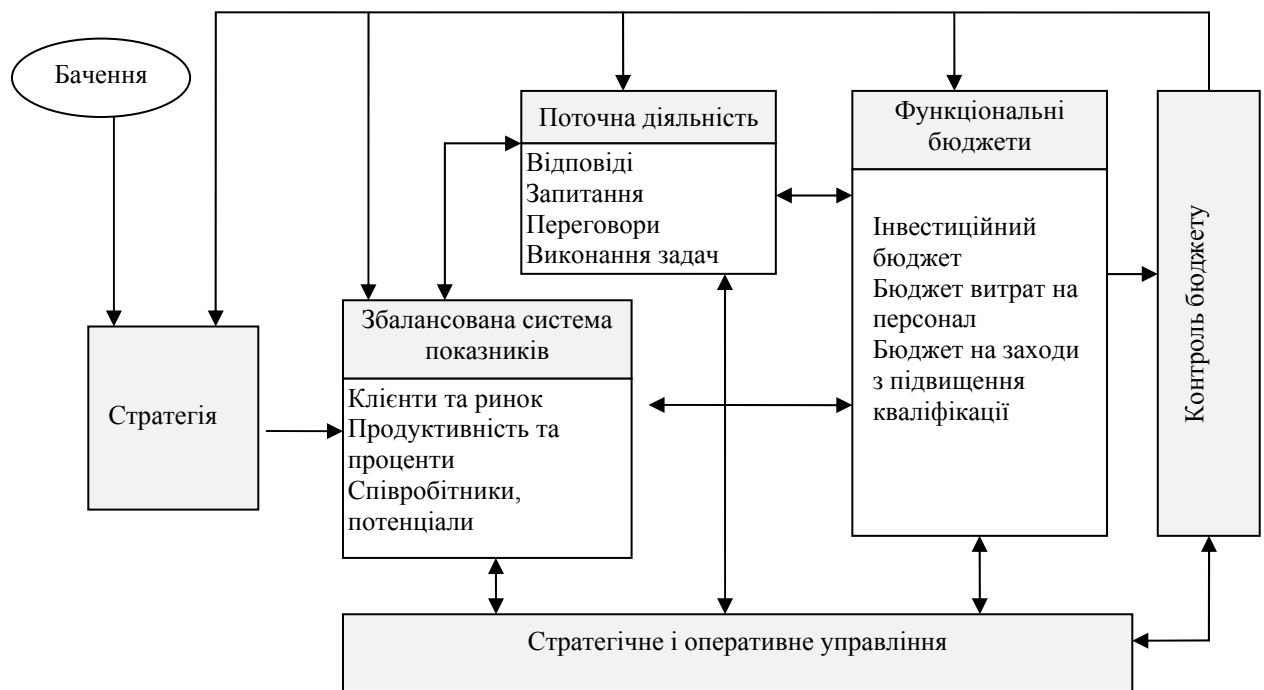 Бачення
Поточна діяльність
Відповіді
Запитання
Переговори
Виконання задач
Функціональні
бюджети
Інвестиційний
бюджет
Бюджет витрат на
персонал
Бюджет на заходи
з підвищення
кваліфікації
Контроль бюджету
Стратегія
Збалансована система
показників
Клієнти та ринок
Продуктивність та
проценти
Співробітники,
потенціали
Стратегічне і оперативне управління